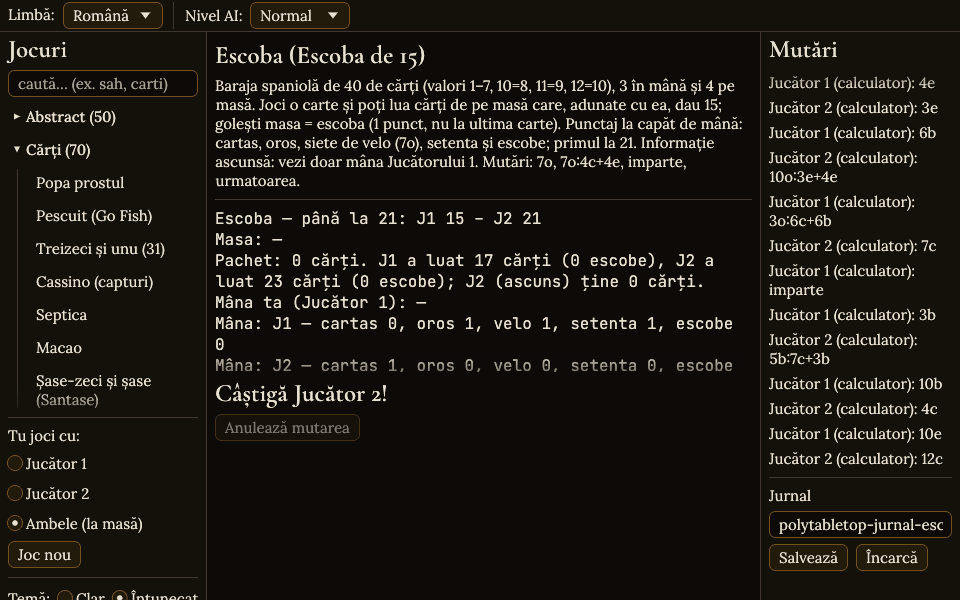 Limbă: Română ▼ Nivel AI: Normal ▼
Jocuri
caută... (ex. sah, carti)
▸ Abstract (50)
▾ Cărți (70)
Popa prostul
Pescuit (Go Fish)
Treizeci și unu (31)
Cassino (capturi)
Septica
Macao
Șase-zeci și șase
(Santase)
Tu joci cu:
Jucător 1
Jucător 2
Ambele (la masă)
Joc nou
Temă: Clar Întunecat
Escoba (Escoba de 15)
Baraja spaniolă de 40 de cărți (valori 1–7, 10=8, 11=9, 12=10), 3 în mână și 4 pe
masă. Joci o carte și poți lua cărți de pe masă care, adunate cu ea, dau 15;
golești masa = escoba (1 punct, nu la ultima carte). Punctaj la capăt de mână:
cartas, oros, siete de velo (7o), setenta și escobe; primul la 21. Informație
ascunsă: vezi doar mâna Jucătorului 1. Mutări: 7o, 7o:4c+4e, imparte,
urmatoarea.
Escoba — până la 21: J1 15 – J2 21
Masa: —
Pachet: 0 cărți. J1 a luat 17 cărți (0 escobe), J2 a
luat 23 cărți (0 escobe); J2 (ascuns) ține 0 cărți.
Mâna ta (Jucător 1): —
Mâna: J1 — cartas 0, oros 1, velo 1, setenta 1, escobe
0
Mâna: J2 — cartas 1, oros 0, velo 0, setenta 0, escobe
Câștigă Jucător 2!
Anulează mutarea
Mutări
Jucător 1 (calculator): 4e
Jucător 2 (calculator): 3e
Jucător 1 (calculator): 6b
Jucător 2 (calculator):
10o:3e+4e
Jucător 1 (calculator):
3o:6c+6b
Jucător 2 (calculator): 7c
Jucător 1 (calculator):
imparte
Jucător 1 (calculator): 3b
Jucător 2 (calculator):
5b:7c+3b
Jucător 1 (calculator): 10b
Jucător 2 (calculator): 4c
Jucător 1 (calculator): 10e
Jucător 2 (calculator): 12c
Jurnal
polytabletop-jurnal-esc
Salvează Încarcă